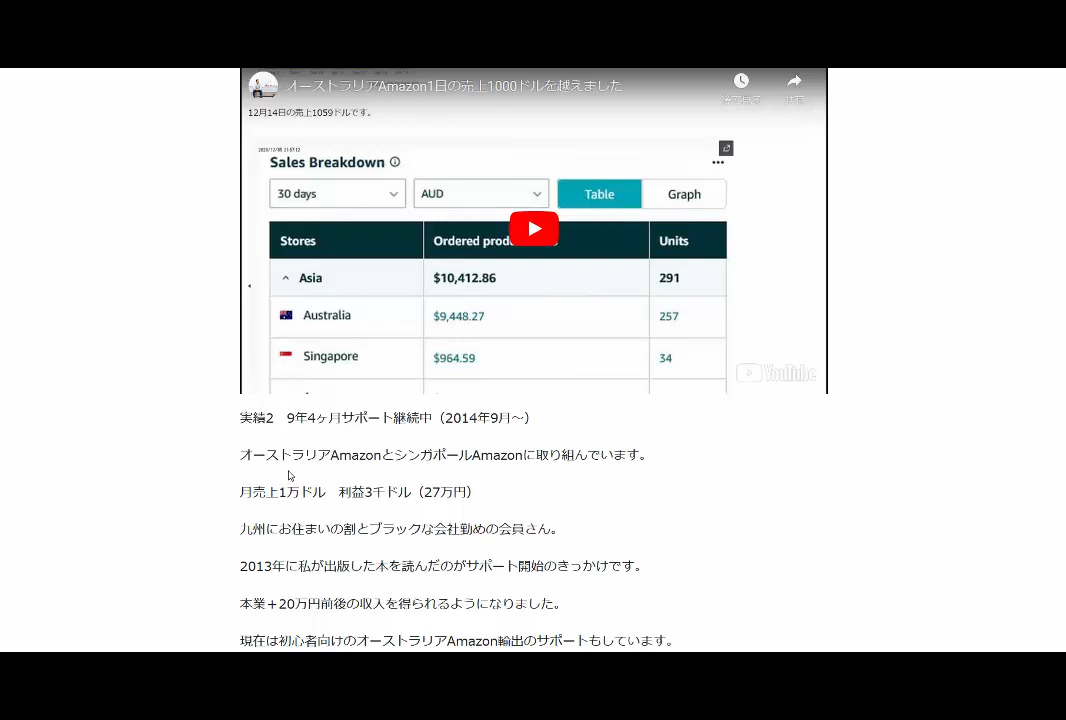 オーストラリアAmazon1日の売上1000ドルを越えました
後で見る
共有
12月14日の売上1059ドルです。
Sales Breakdown
30 days
AUD
Table
Graph
Stores
Ordered
Units
Asia
$10,412.86
291
Australia
$9,448.27
257
Singapore
$964.59
34
YouTube
実績2　9年4ヶ月サポート継続中（2014年9月～）
オーストラリアAmazonとシンガポールAmazonに取り組んでいます。
月売上1万ドル　利益3千ドル（27万円）
九州にお住まいの割とブラックな会社勤めの会員さん。
2013年に私が出版した本を読んだのがサポート開始のきっかけです。
本業＋20万円前後の収入を得られるようになりました。
現在は初心者向けのオーストラリアAmazon輸出のサポートもしています。